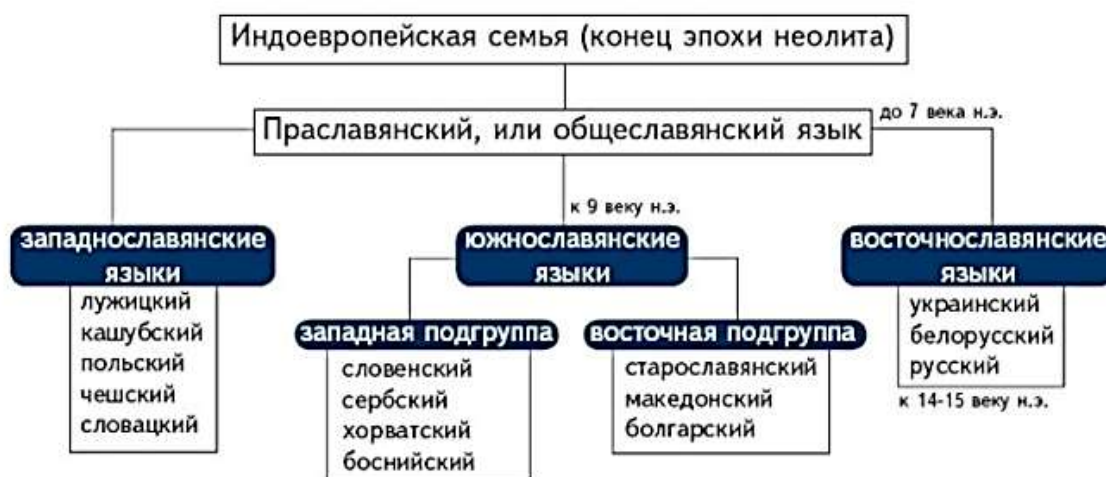 Индоевропейская семья (конец эпохи неолита)
Праславянский, или общеславянский язык
до 7 века н.э.
к 9 веку н.э.
западнославянские
языки
лужицкий
кашубский
польский
чешский
словацкий
южнославянские
языки
западная подгруппа
словенский
сербский
хорватский
боснийский
восточная подгруппа
старославянский
македонский
болгарский
восточнославянские
языки
украинский
белорусский
русский
к 14-15 веку н.э.